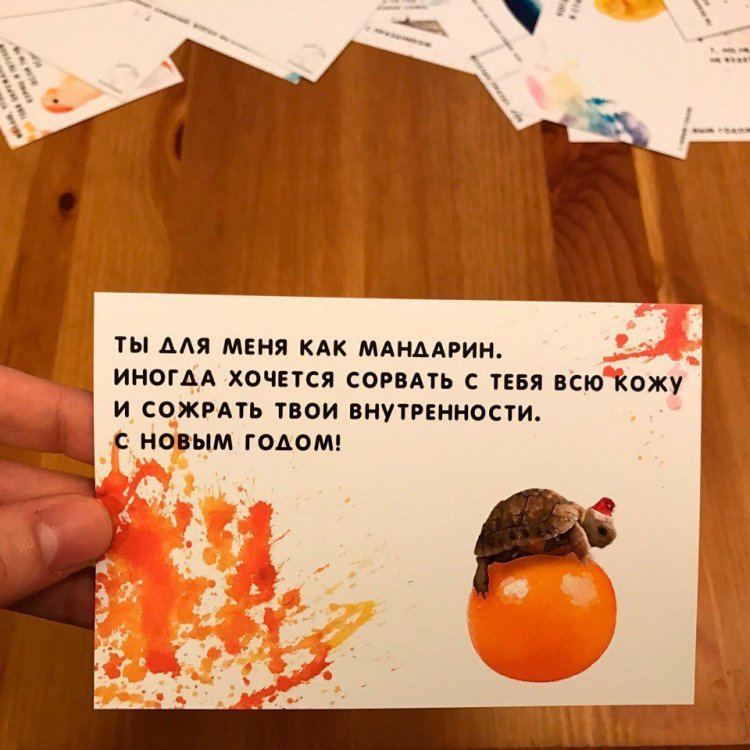 ТЫ ДЛЯ МЕНЯ КАК МАНДАРИН.
ИНОГДА ХОЧЕТСЯ СОРВАТЬ С ТЕБЯ ВСЮ КОЖУ
И СОЖРАТЬ ТВОИ ВНУТРЕННОСТИ.
С НОВЫМ ГОДОМ!